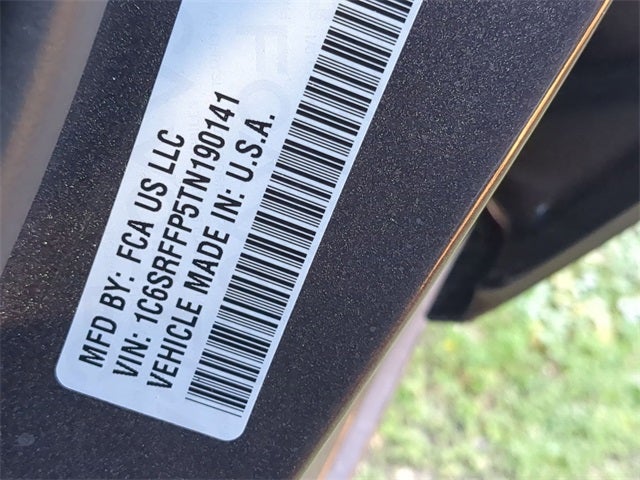 MFD BY: FCA US LLC
VIN: 1C6SRFFP5TN190141
VEHICLE MADE IN: U.S.A.